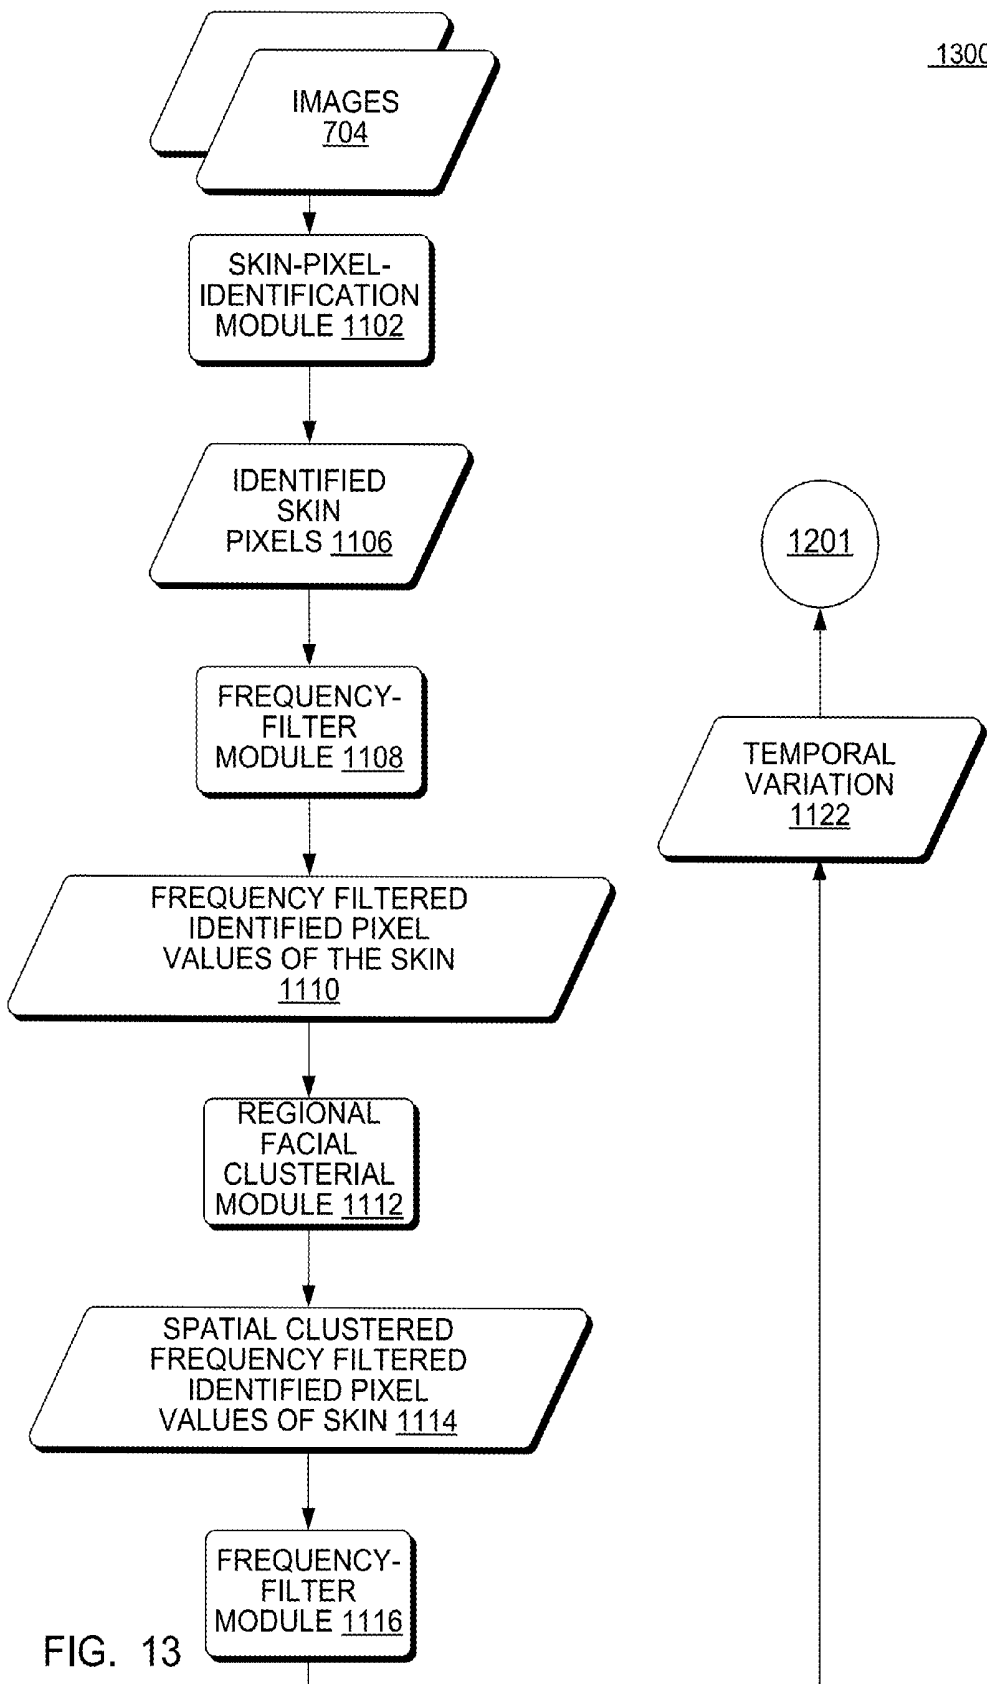 1300
IMAGES
704
SKIN-PIXEL-
IDENTIFICATION
MODULE 1102
IDENTIFIED
SKIN
PIXELS 1106
FREQUENCY-
FILTER
MODULE 1108
FREQUENCY FILTERED
IDENTIFIED PIXEL
VALUES OF THE SKIN
1110
REGIONAL
FACIAL
CLUSTERIAL
MODULE 1112
SPATIAL CLUSTERED
FREQUENCY FILTERED
IDENTIFIED PIXEL
VALUES OF SKIN 1114
FREQUENCY-
FILTER
MODULE 1116
1201
TEMPORAL
VARIATION
1122
FIG. 13